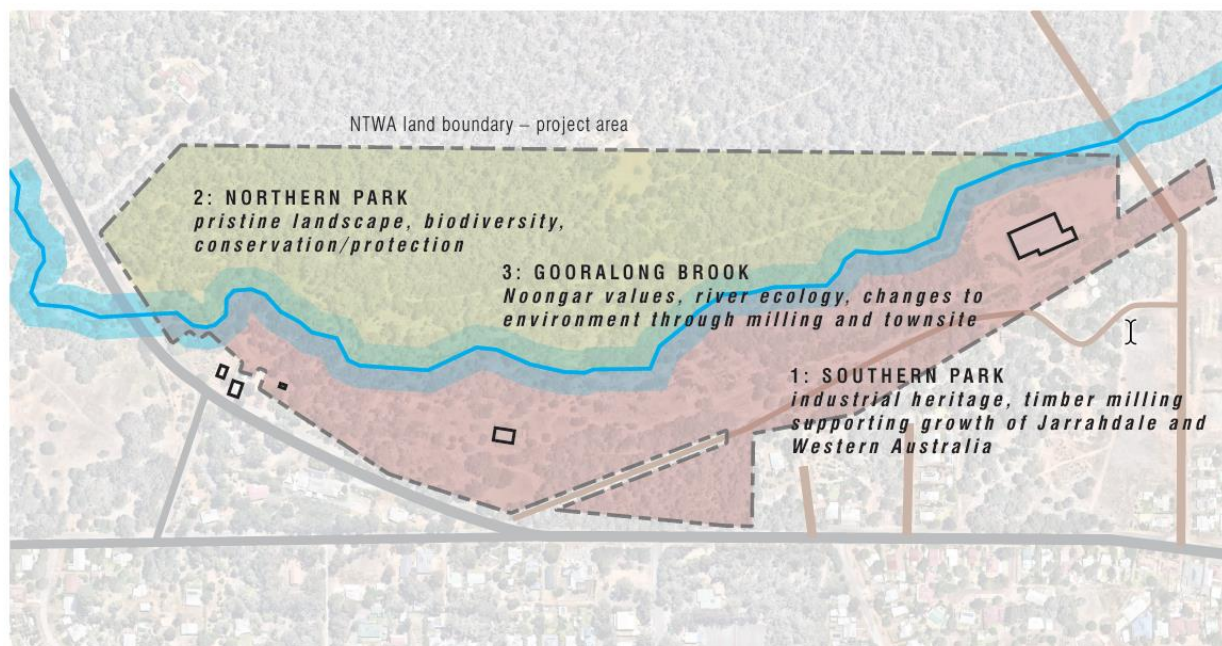 NTWA land boundary – project area
2: NORTHERN PARK
pristine landscape, biodiversity,
conservation/protection
3: GOORALONG BROOK
Noongar values, river ecology, changes to
environment through milling and townsite
1: SOUTHERN PARK
industrial heritage, timber milling
supporting growth of Jarrahdale and
Western Australia